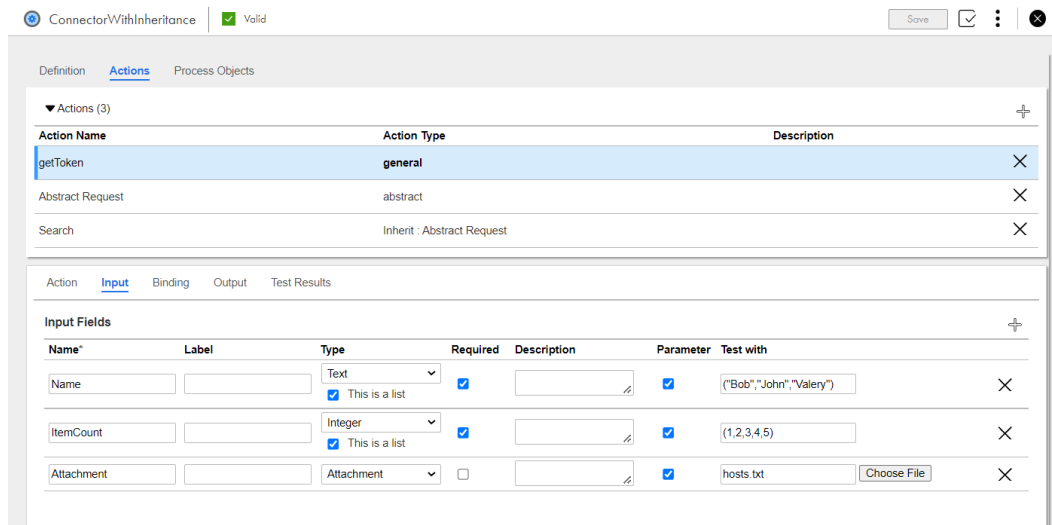 ConnectorWithInheritance Valid Save
Definition Actions Process Objects
Actions (3)
Action Name Action Type Description
getToken general
Abstract Request abstract
Search Inherit : Abstract Request
Action Input Binding Output Test Results
Input Fields
Name* Label Type Required Description Parameter Test with
Name Text ("Bob","John","Valery")
This is a list
ItemCount Integer (1,2,3,4,5)
This is a list
Attachment Attachment hosts.txt Choose File